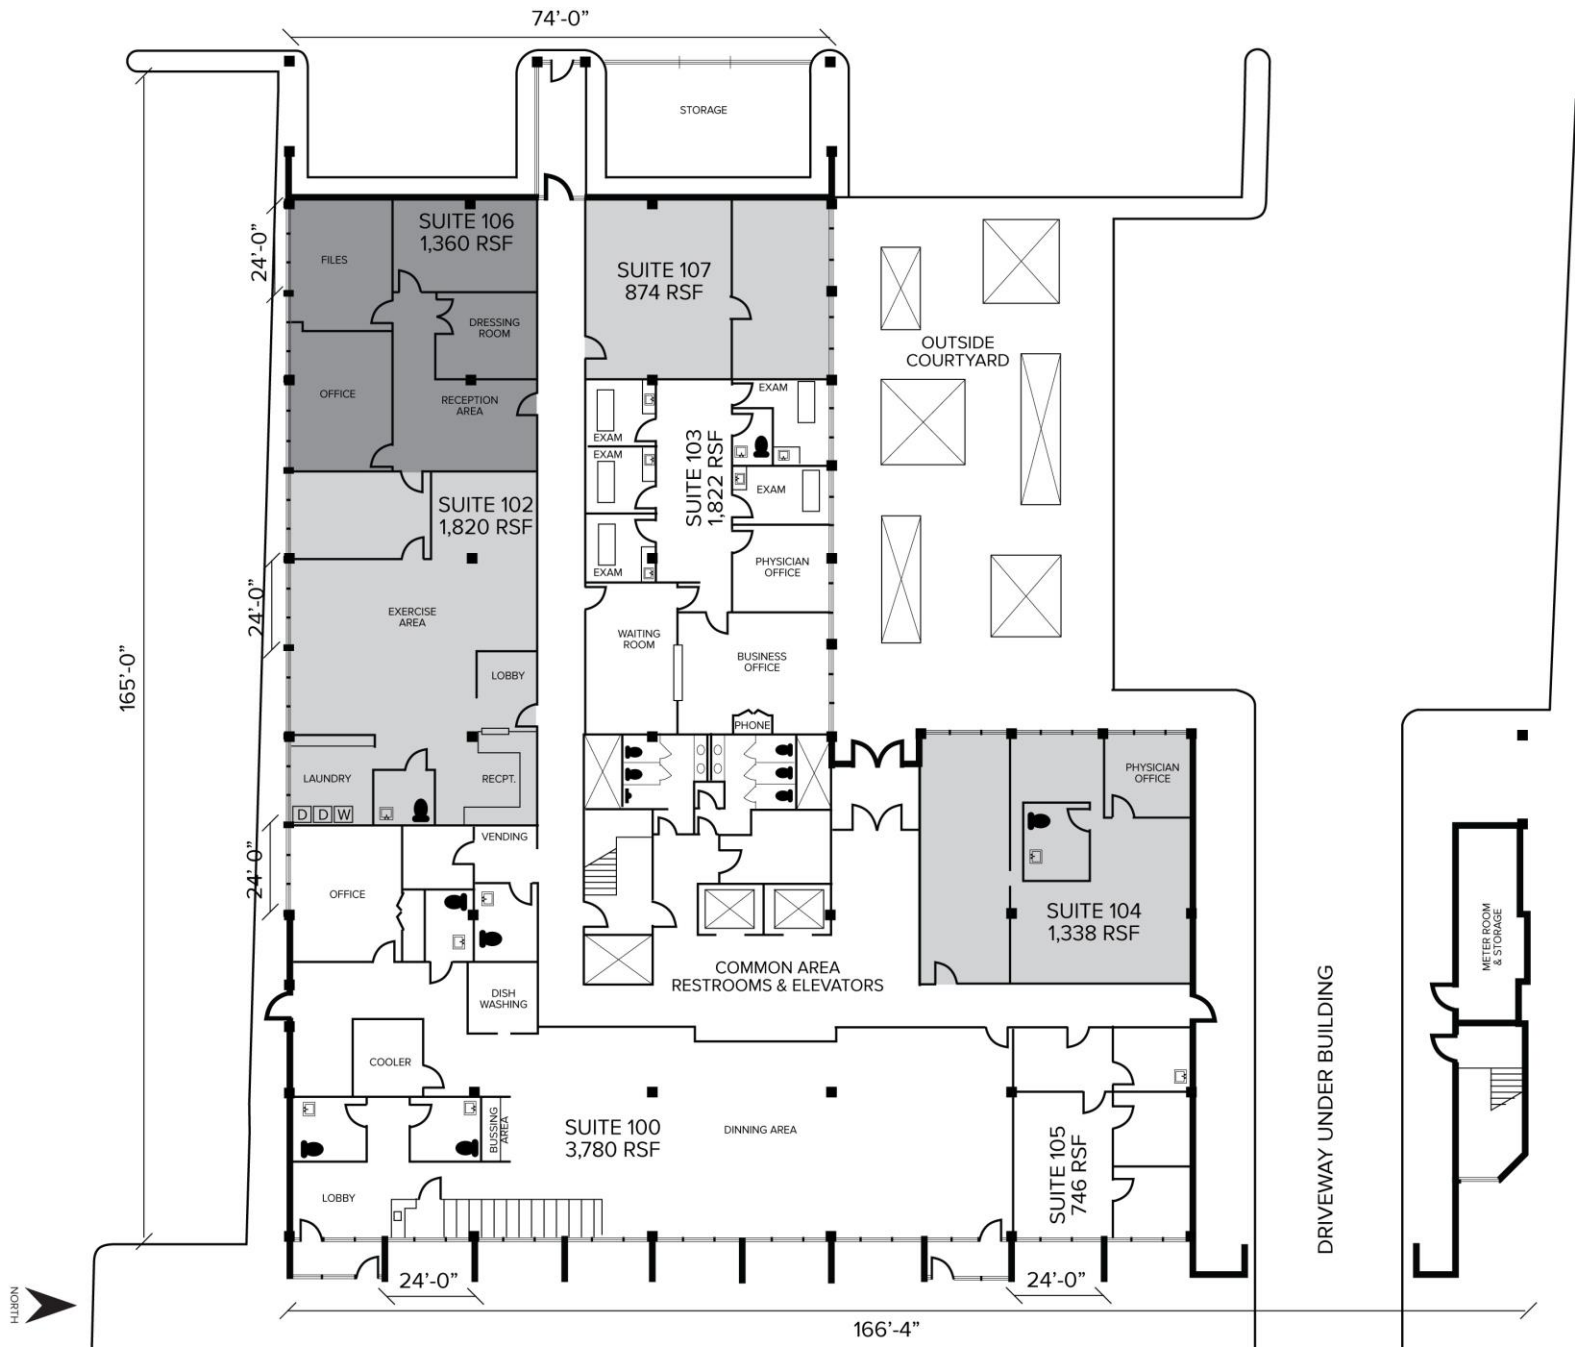 74'-0"
STORAGE
SUITE 106
1,360 RSF
24'-0"
FILES
SUITE 107
874 RSF
DRESSING
ROOM
OUTSIDE
COURTYARD
OFFICE
RECEPTION
AREA
EXAM
EXAM
EXAM
SUITE 103
1,822 RSF
EXAM
SUITE 102
1,820 RSF
EXAM
PHYSICIAN
OFFICE
24'-0"
EXERCISE
AREA
WAITING
ROOM
BUSINESS
OFFICE
165'-0"
LOBBY
PHONE
LAUNDRY
RECPT.
PHYSICIAN
OFFICE
D D W
24'-0"
VENDING
OFFICE
SUITE 104
1,338 RSF
METER ROOM
& STORAGE
COMMON AREA
RESTROOMS & ELEVATORS
DISH
WASHING
COOLER
DRIVEWAY UNDER BUILDING
BUSSING
AREA
SUITE 100
3,780 RSF
DINNING AREA
SUITE 105
746 RSF
LOBBY
24'-0"
24'-0"
NORTH
166'-4"